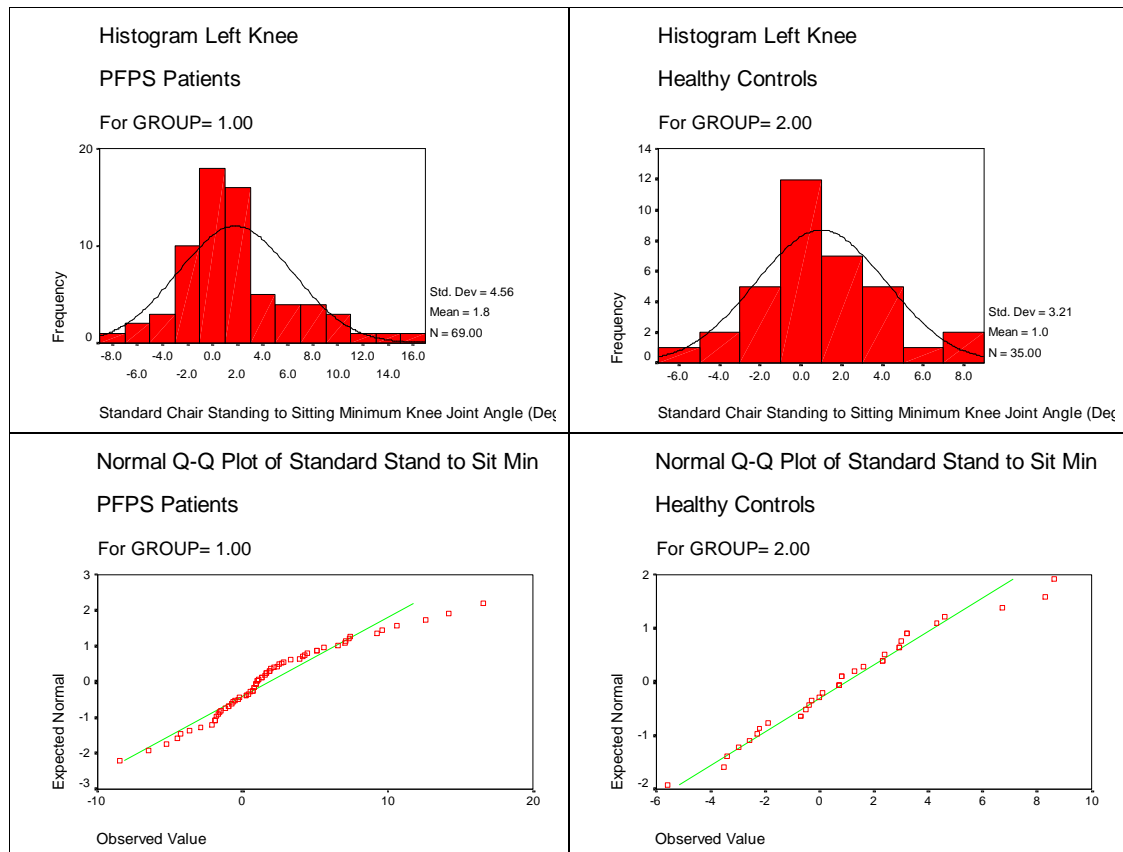 Histogram Left Knee
PFPS Patients
For GROUP= 1.00
20
10
0
Frequency
Std. Dev = 4.56
Mean = 1.8
N = 69.00
-8.0 -4.0 0.0 4.0 8.0 12.0 16.0
-6.0 -2.0 2.0 6.0 10.0 14.0
Standard Chair Standing to Sitting Minimum Knee Joint Angle (Deg
Histogram Left Knee
Healthy Controls
For GROUP= 2.00
14
12
10
8
6
4
2
0
Frequency
Std. Dev = 3.21
Mean = 1.0
N = 35.00
-6.0 -4.0 -2.0 0.0 2.0 4.0 6.0 8.0
Standard Chair Standing to Sitting Minimum Knee Joint Angle (Deg
Normal Q-Q Plot of Standard Stand to Sit Min
PFPS Patients
For GROUP= 1.00
3
2
1
0
-1
-2
-3
Expected Normal
-10 0 10 20
Observed Value
Normal Q-Q Plot of Standard Stand to Sit Min
Healthy Controls
For GROUP= 2.00
2
1
0
-1
-2
Expected Normal
-6 -4 -2 0 2 4 6 8 10
Observed Value